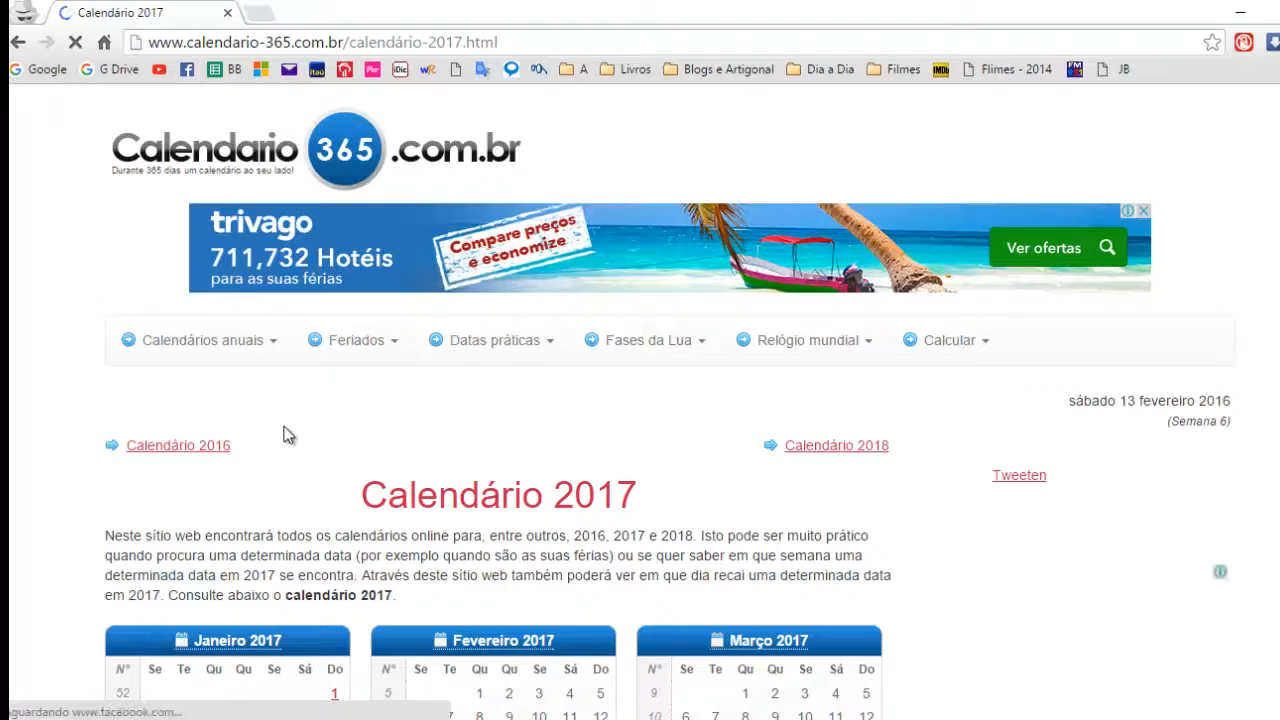 Calendário 2017
www.calendario-365.com.br/calendário-2017.html
Google G Drive BB itaú Pler iDic wR A Livros Blogs e Artigonal Dia a Dia Filmes IMDb Flimes - 2014 FM JB
Calendario 365 .com.br
Durante 365 dias um calendário ao seu lado!
trivago
711,732 Hotéis
para as suas férias
Compare preços
e economize
Ver ofertas
Calendários anuais Feriados Datas práticas Fases da Lua Relógio mundial Calcular
sábado 13 fevereiro 2016
(Semana 6)
Calendário 2016 Calendário 2018
Tweeten
Calendário 2017
Neste sítio web encontrará todos os calendários online para, entre outros, 2016, 2017 e 2018. Isto pode ser muito prático
quando procura uma determinada data (por exemplo quando são as suas férias) ou se quer saber em que semana uma
determinada data em 2017 se encontra. Através deste sítio web também poderá ver em que dia recai uma determinada data
em 2017. Consulte abaixo o calendário 2017.
Janeiro 2017 Fevereiro 2017 Março 2017
Nº Se Te Qu Qu Se Sá Do Nº Se Te Qu Qu Se Sá Do Nº Se Te Qu Qu Se Sá Do
52 1 5 1 2 3 4 5 9 1 2 3 4 5
7 8 9 10 11 12 10 6 7 8 9 10 11 12
guardando www.facebook.com...